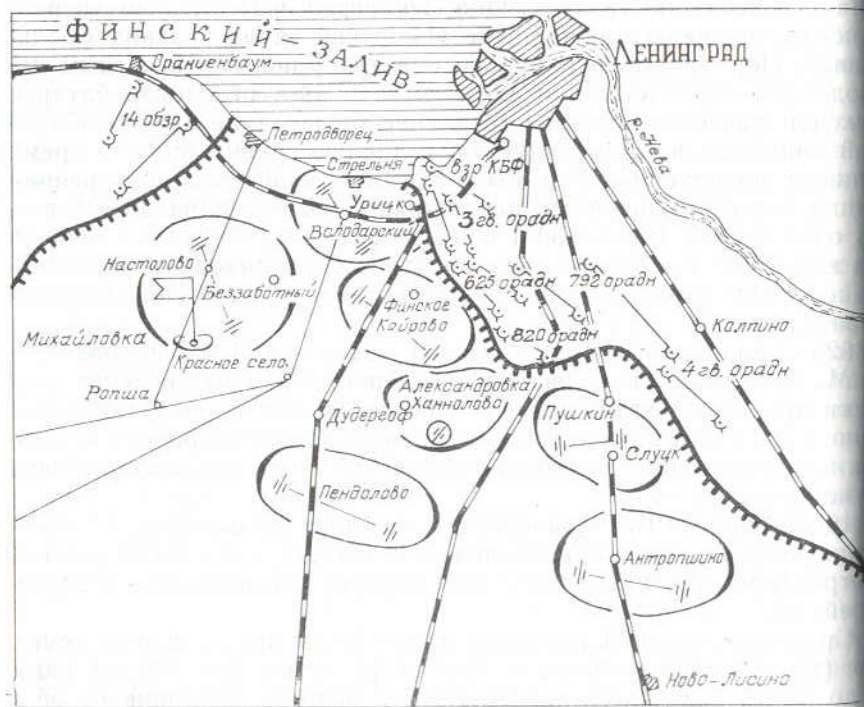 ФИНСКИЙ - ЗАЛИВ
ЛЕНИНГРАД
Ораниенбаум
14 обзр
Петродворец
р. Нева
Стрельня
взр КБФ
Урицко
Володарский
3 гв. орадн
Настолово
Беззаботный
625 орадн
792 орадн
Финское
Койрово
820 орадн
Колпино
Михайловка
Красное село.
4 гв. орадн
Ропша
Александровка
Ханнолово
Дудергоф
Пушкин
Слуцк
Пендолово
Антропшино
Ново-Лисино